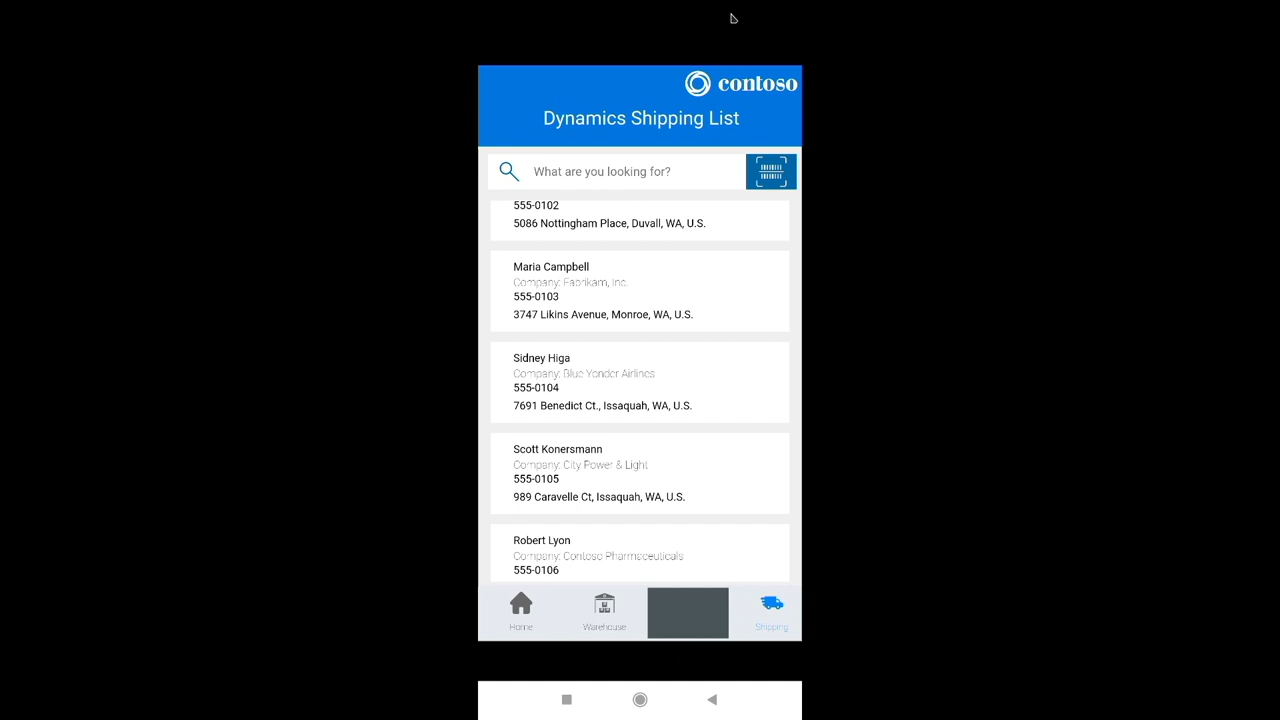 contoso
Dynamics Shipping List
What are you looking for?
555-0102
5086 Nottingham Place, Duvall, WA, U.S.
Maria Campbell
Company: Fabrikam, Inc.
555-0103
3747 Likins Avenue, Monroe, WA, U.S.
Sidney Higa
Company: Blue Yonder Airlines
555-0104
7691 Benedict Ct., Issaquah, WA, U.S.
Scott Konersmann
Company: City Power & Light
555-0105
989 Caravelle Ct, Issaquah, WA, U.S.
Robert Lyon
Company: Contoso Pharmaceuticals
555-0106
Home
Warehouse
Shipping